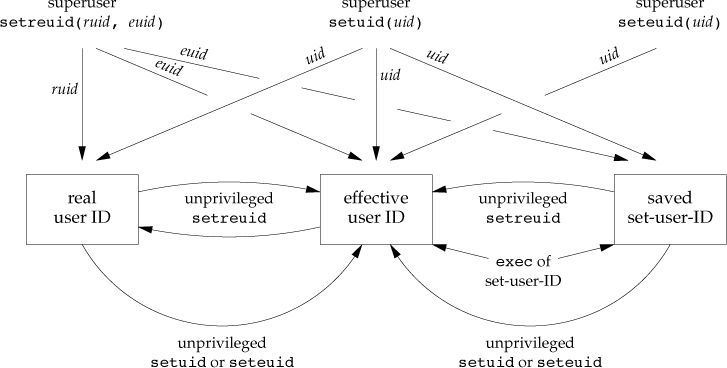 superuser
setreuid(ruid, euid)
superuser
setuid(uid)
superuser
seteuid(uid)
ruid
euid
euid
uid
uid
uid
uid
real
user ID
unprivileged
setreuid
effective
user ID
unprivileged
setreuid
saved
set-user-ID
exec of
set-user-ID
unprivileged
setuid or seteuid
unprivileged
setuid or seteuid